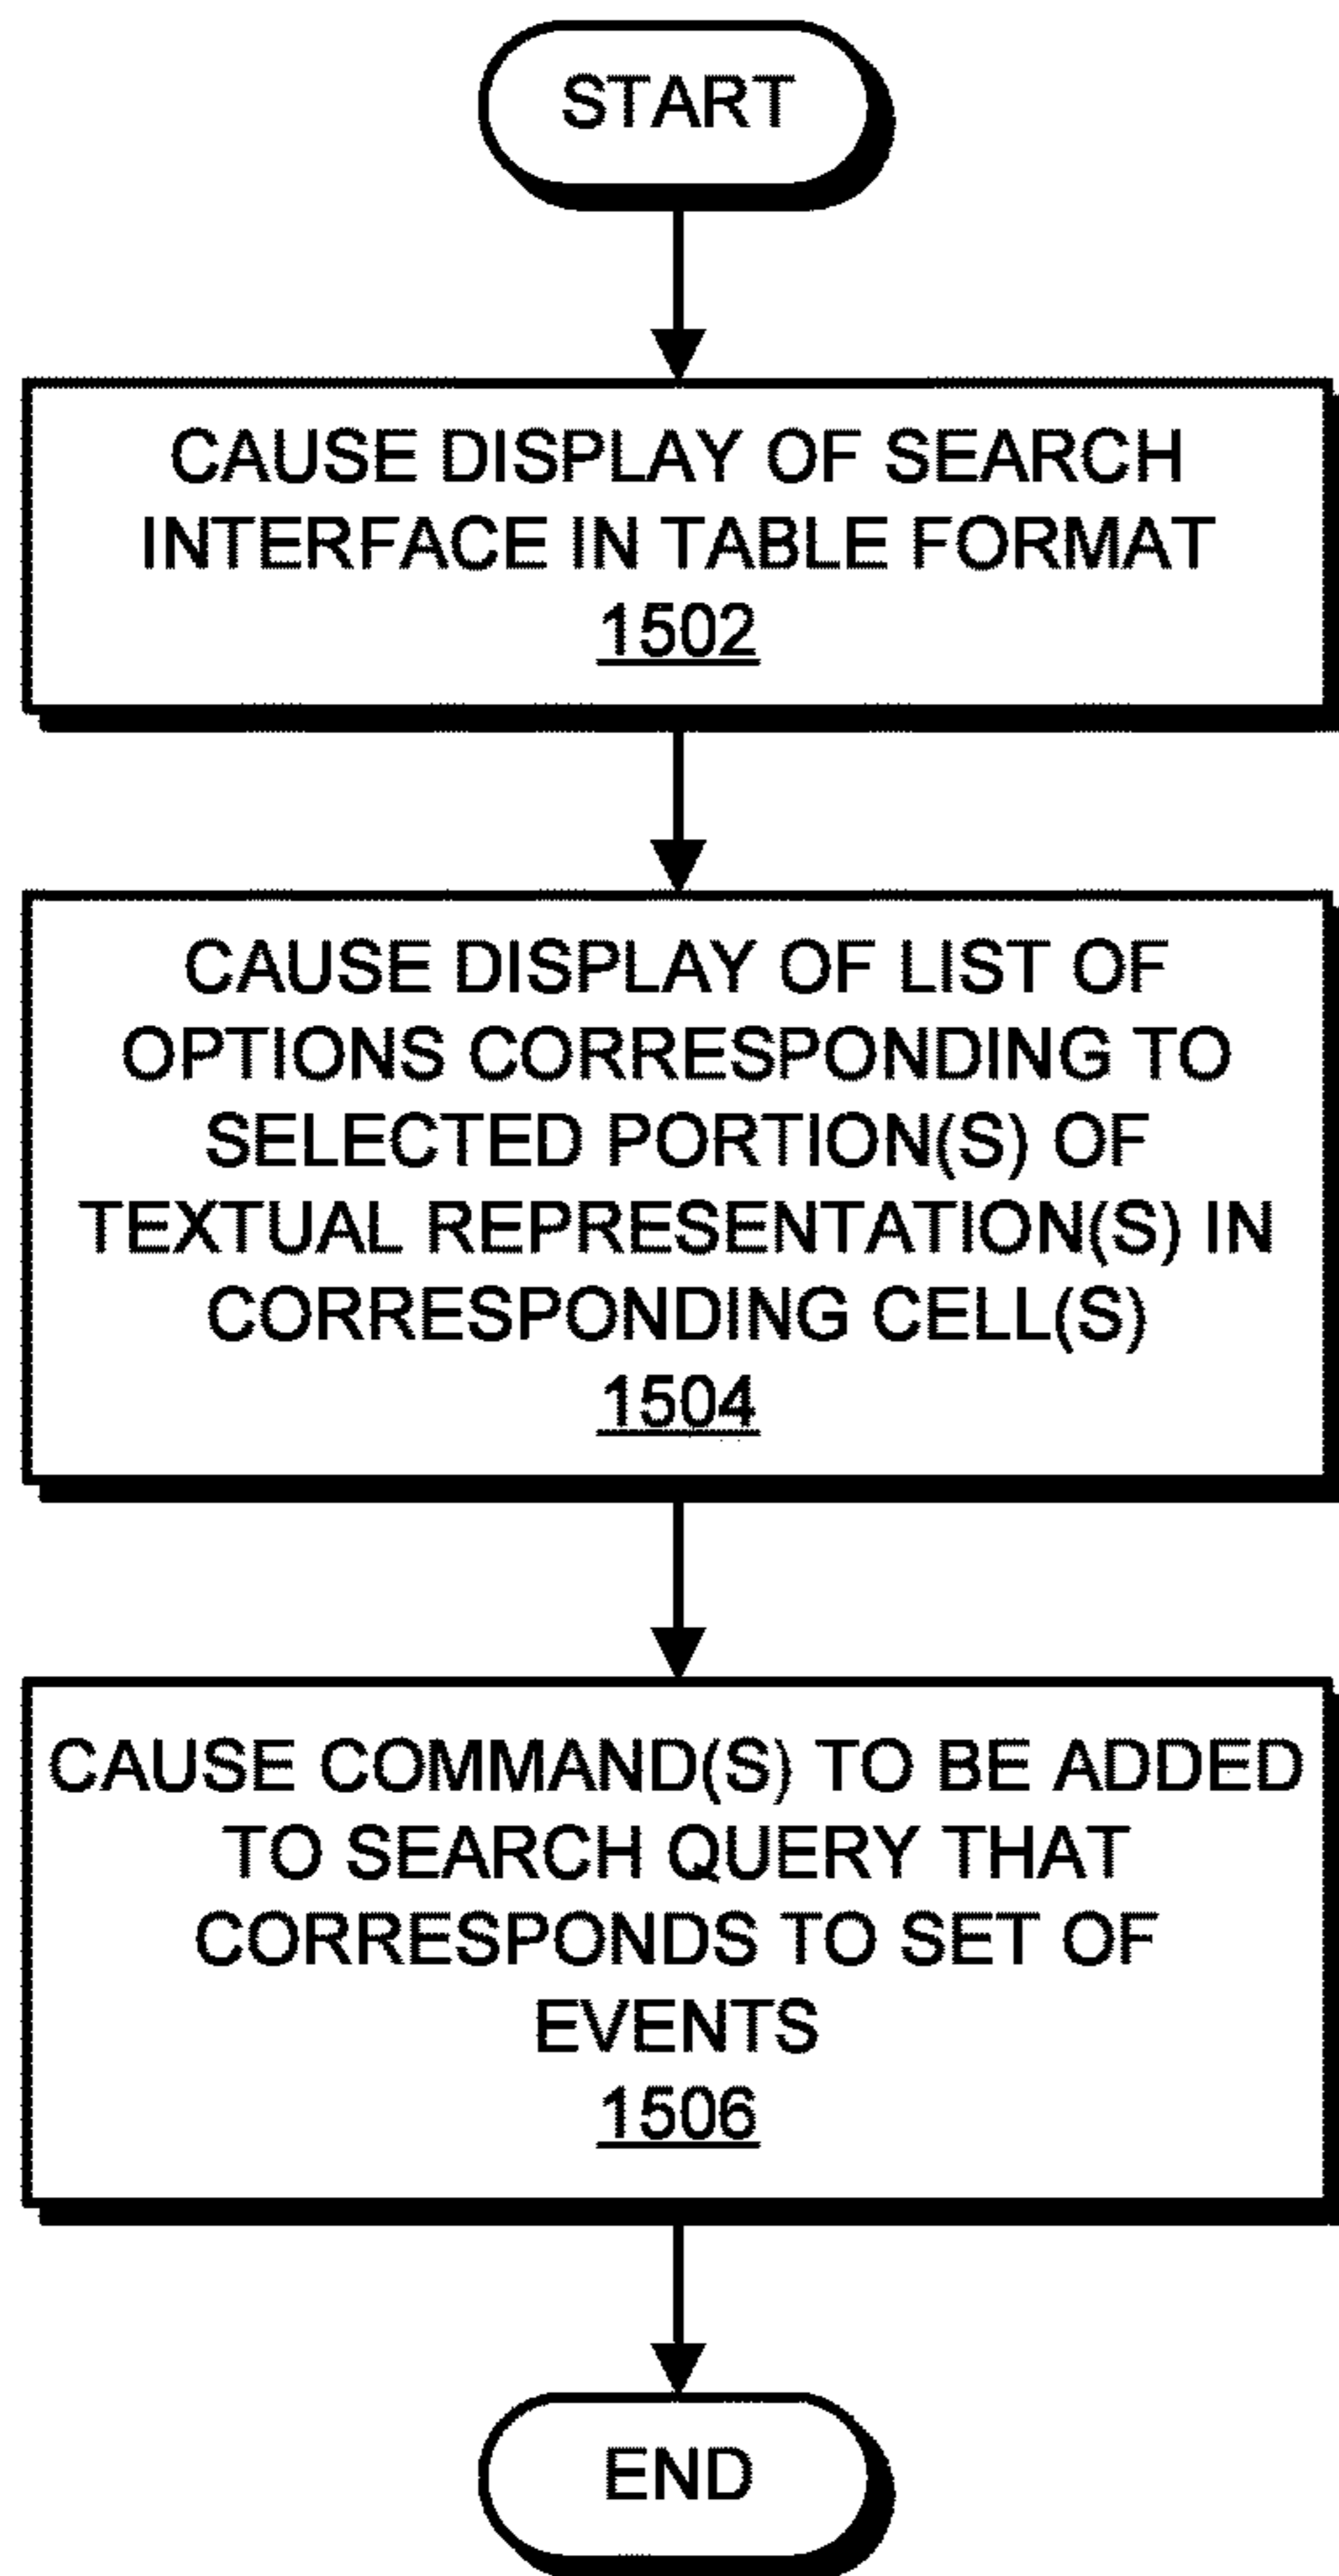 START
CAUSE DISPLAY OF SEARCH
INTERFACE IN TABLE FORMAT
1502
CAUSE DISPLAY OF LIST OF
OPTIONS CORRESPONDING TO
SELECTED PORTION(S) OF
TEXTUAL REPRESENTATION(S) IN
CORRESPONDING CELL(S)
1504
CAUSE COMMAND(S) TO BE ADDED
TO SEARCH QUERY THAT
CORRESPONDS TO SET OF
EVENTS
1506
END